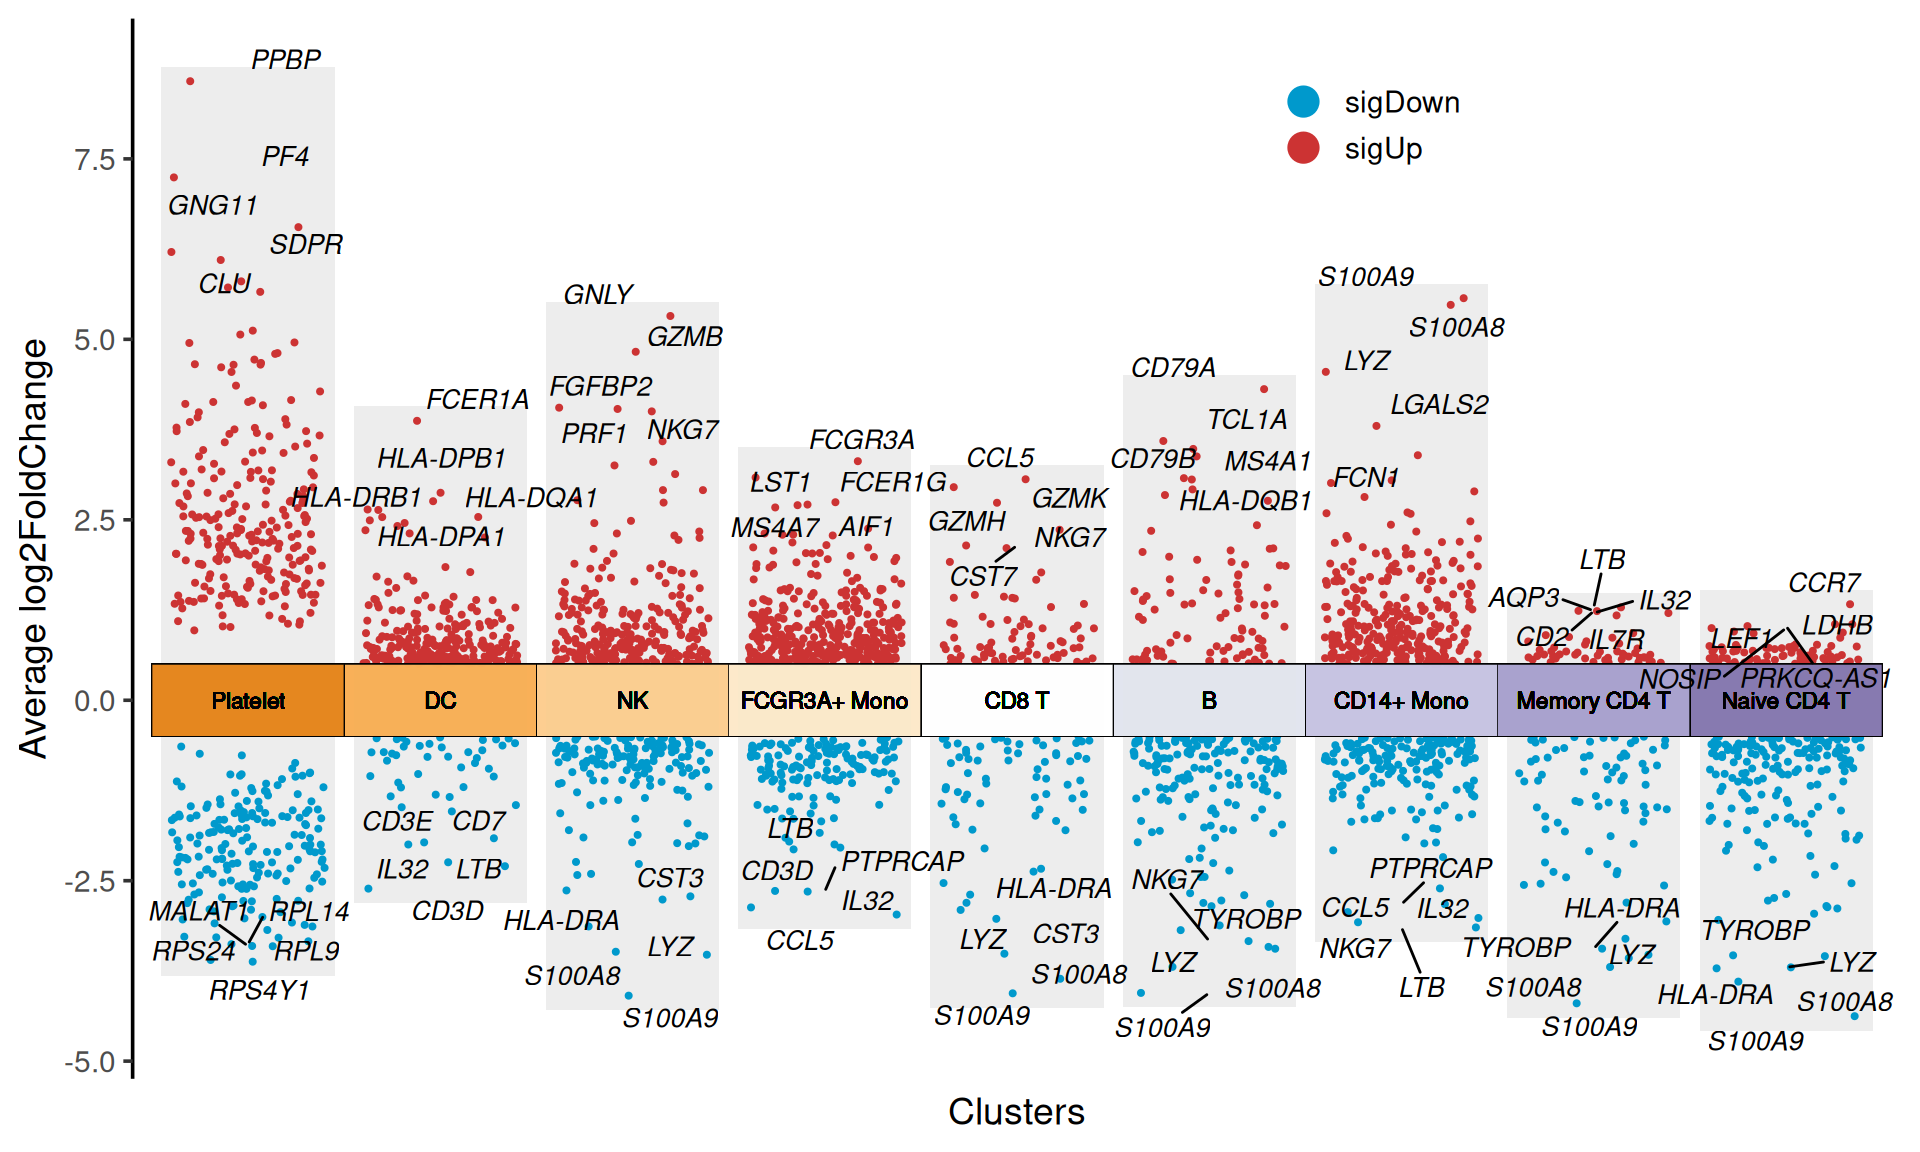 PPBP
sigDown
sigUp
PF4
7.5
GNG11
SDPR
CLU
S100A9
GNLY
S100A8
5.0
GZMB
LYZ
CD79A
FGFBP2
FCER1A
LGALS2
TCL1A
PRF1
NKG7
FCGR3A
HLA-DPB1
CCL5
CD79B
MS4A1
FCN1
LST1
FCER1G
HLA-DRB1
HLA-DQA1
GZMK
HLA-DQB1
2.5
MS4A7
AIF1
GZMH
NKG7
HLA-DPA1
LTB
CST7
CCR7
AQP3
IL32
CD2
IL7R
LEF1
LDHB
NOSIP
PRKCQ-AS1
0.0
Platelet
DC
NK
FCGR3A+ Mono
CD8 T
B
CD14+ Mono
Memory CD4 T
Naive CD4 T
Average log2FoldChange
CD3E
CD7
LTB
PTPRCAP
IL32
LTB
CD3D
PTPRCAP
-2.5
CST3
NKG7
HLA-DRA
IL32
CCL5
IL32
HLA-DRA
MALAT1
RPL14
CD3D
HLA-DRA
TYROBP
CCL5
LYZ
CST3
TYROBP
RPS24
RPL9
LYZ
NKG7
TYROBP
LYZ
LYZ
LYZ
S100A8
S100A8
RPS4Y1
S100A8
LTB
S100A8
HLA-DRA
S100A8
S100A9
S100A9
S100A9
S100A9
S100A9
-5.0
Clusters